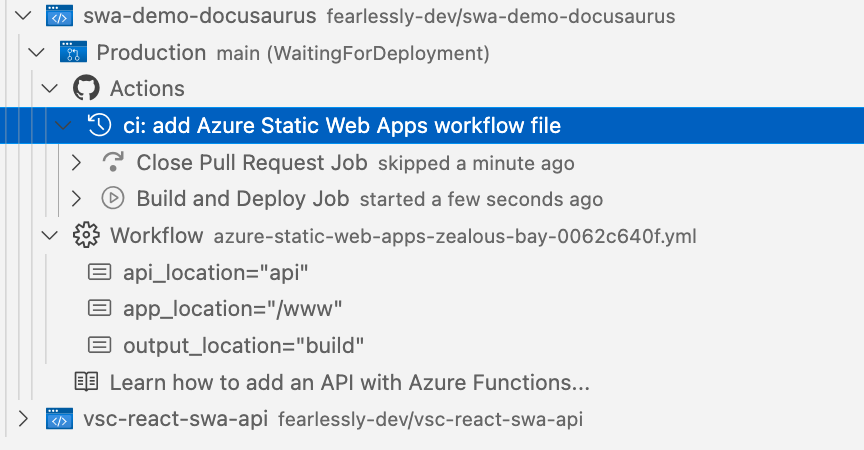 swa-demo-docusaurus fearlessly-dev/swa-demo-docusaurus
Production main (WaitingForDeployment)
Actions
ci: add Azure Static Web Apps workflow file
Close Pull Request Job skipped a minute ago
Build and Deploy Job started a few seconds ago
Workflow azure-static-web-apps-zealous-bay-0062c640f.yml
api_location="api"
app_location="/www"
output_location="build"
Learn how to add an API with Azure Functions...
vsc-react-swa-api fearlessly-dev/vsc-react-swa-api